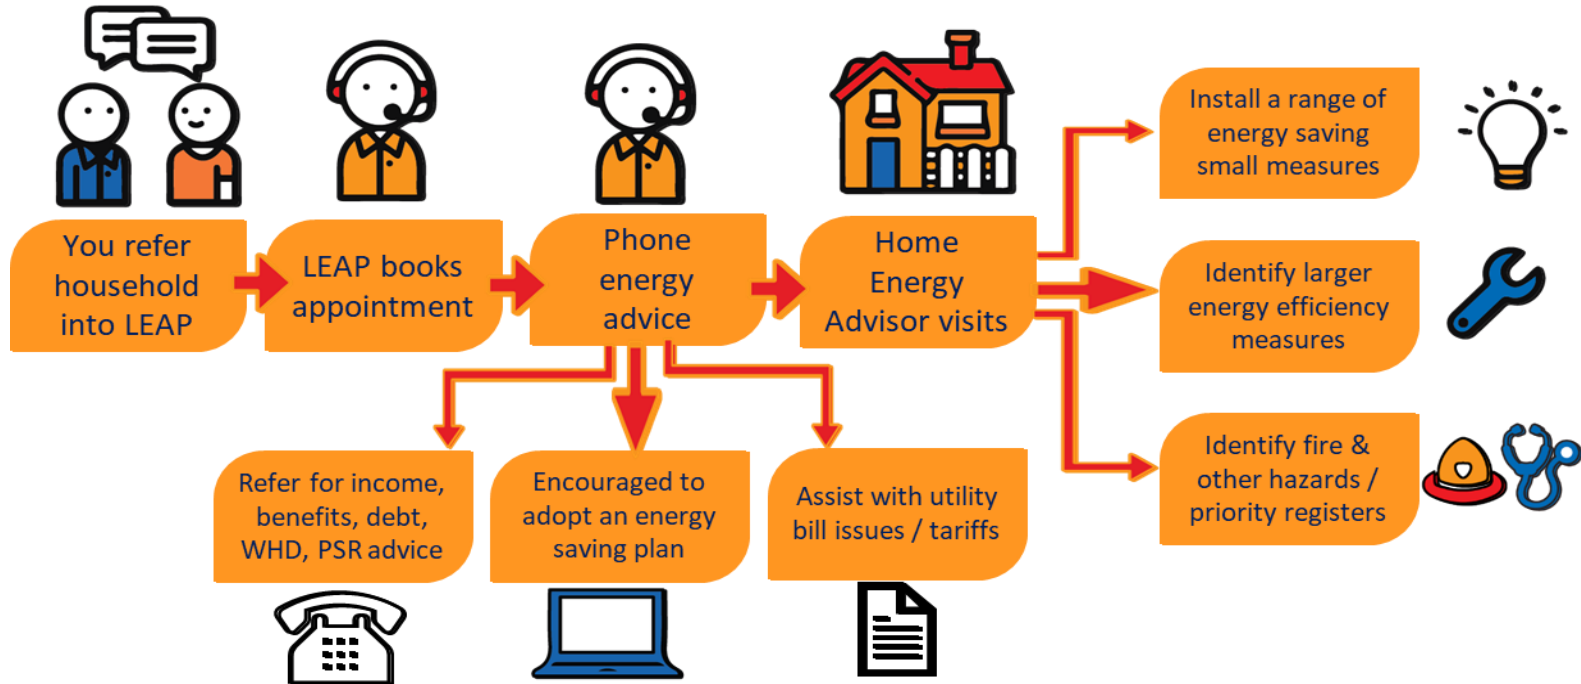 You refer
household
into LEAP
LEAP books
appointment
Phone
energy
advice
Home
Energy
Advisor visits
Install a range of
energy saving
small measures
Identify larger
energy efficiency
measures
Identify fire &
other hazards /
priority registers
Refer for income,
benefits, debt,
WHD, PSR advice
Encouraged to
adopt an energy
saving plan
Assist with utility
bill issues / tariffs